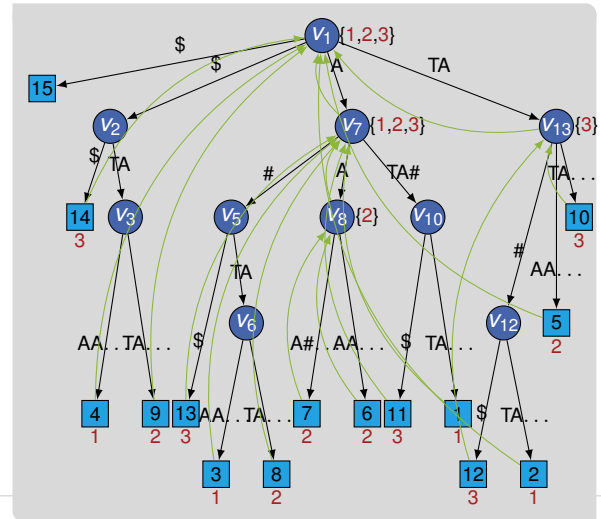 v1 {1,2,3}
$
$
A
TA
15
v2
v7 {1,2,3}
v13 {3}
$
TA
#
A
TA#
TA...
14
3
v3
v5
v8 {2}
v10
10
3
#
AA...
TA
v6
v12
5
2
AA...
TA...
$
A#...
AA...
$
TA...
4
1
9
2
13
3
AA...
TA...
7
2
6
2
11
3
1
1
$
TA...
3
1
8
2
12
3
2
1